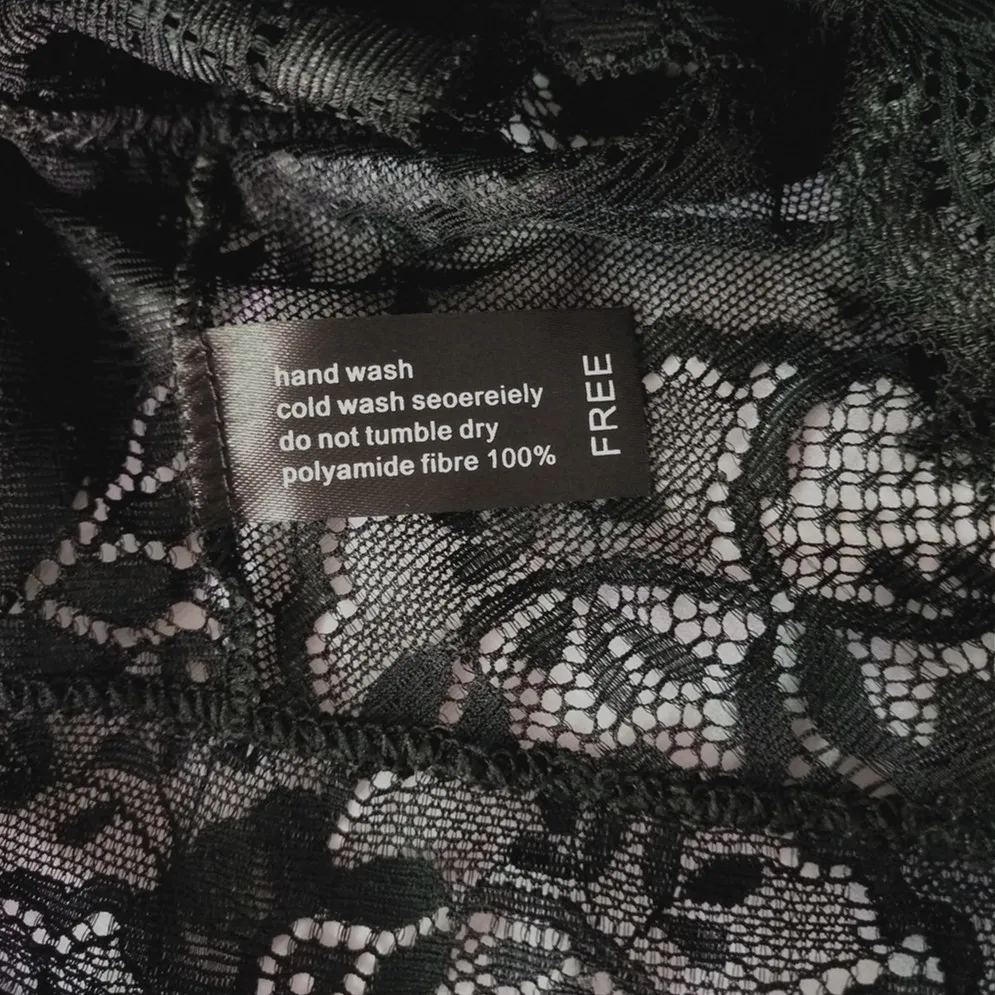 hand wash
cold wash seoereiely
do not tumble dry
polyamide fibre 100%
FREE